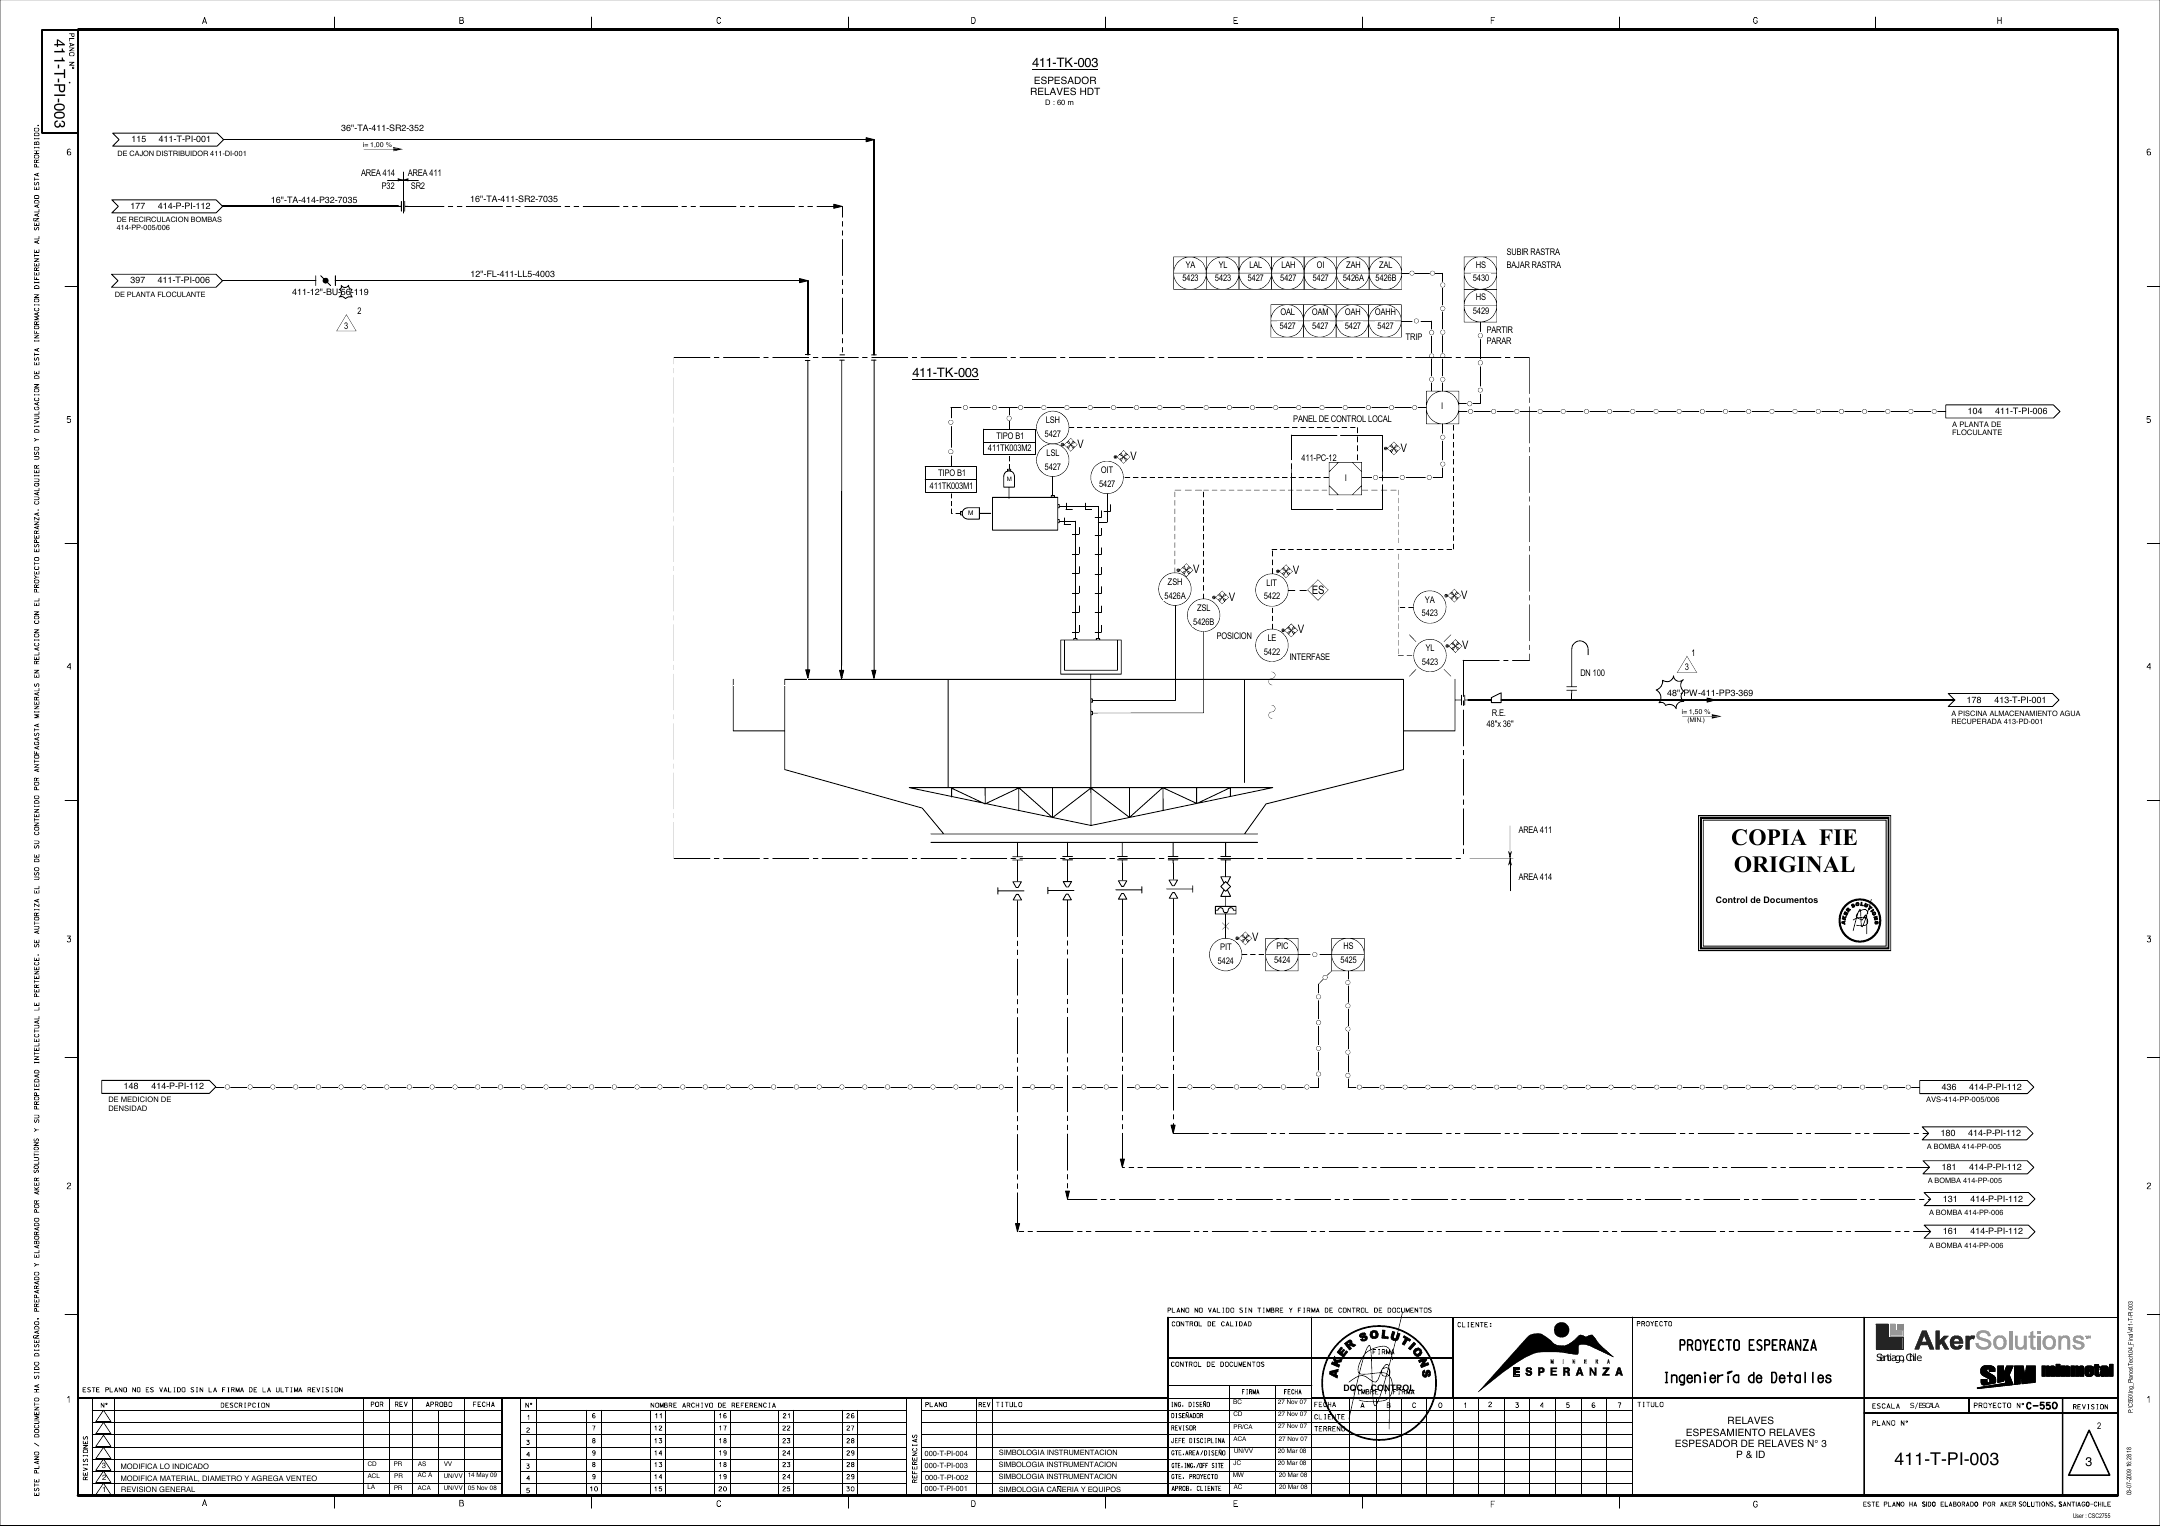 A B C D E F G H
PLANO N°
411-T-PI-003
411-TK-003
ESPESADOR
RELAVES HDT
D : 60 m
6
5
4
3
2
1
115 411-T-PI-001
DE CAJON DISTRIBUIDOR 411-DI-001
36"-TA-411-SR2-352
i= 1,00 %
AREA 414 AREA 411
P32 SR2
177 414-P-PI-112
DE RECIRCULACION BOMBAS
414-PP-005/006
16"-TA-414-P32-7035
16"-TA-411-SR2-7035
397 411-T-PI-006
DE PLANTA FLOCULANTE
12"-FL-411-LL5-4003
2
3
YA 5423
YL 5423
LAL 5427
LAH 5427
OI 5427
ZAH 5426A
ZAL 5426B
OAL 5427
OAM 5427
OAH 5427
OAHH 5427
TRIP
HS 5430
HS 5429
SUBIR RASTRA
BAJAR RASTRA
PARTIR
PARAR
411-TK-003
LSH
5427
LSL
5427
TIPO B1
411TK003M2
TIPO B1
411TK003M1
M
M
OIT
5427
V
V
PANEL DE CONTROL LOCAL
411-PC-12
I
I
V
104 411-T-PI-006
A PLANTA DE
FLOCULANTE
ZSH
5426A
V
ZSL
5426B
V
POSICION
LIT
5422
V
ES
LE
5422
V
INTERFASE
YA
5423
V
YL
5423
V
R.E.
48"x 36"
DN 100
1
3
48"-PW-411-PP3-369
i= 1,50 %
(MIN.)
178 413-T-PI-001
A PISCINA ALMACENAMIENTO AGUA
RECUPERADA 413-PD-001
AREA 411
AREA 414
COPIA FIE
ORIGINAL
Control de Documentos
AKER SOLUTIONS
PIT
5424
V
PIC
5424
HS
5425
148 414-P-PI-112
DE MEDICION DE
DENSIDAD
436 414-P-PI-112
AVS-414-PP-005/006
180 414-P-PI-112
A BOMBA 414-PP-005
181 414-P-PI-112
A BOMBA 414-PP-005
131 414-P-PI-112
A BOMBA 414-PP-006
161 414-P-PI-112
A BOMBA 414-PP-006
ESTE PLANO / DOCUMENTO HA SIDO DISEÑADO, PREPARADO Y ELABORADO POR AKER SOLUTIONS Y SU PROPIEDAD INTELECTUAL LE PERTENECE. SE AUTORIZA EL USO DE SU CONTENIDO POR ANTOFAGASTA MINERALS EN RELACION CON EL PROYECTO ESPERANZA. CUALQUIER USO Y DIVULGACION DE ESTA INFORMACION DIFERENTE AL SEÑALADO ESTA PROHIBIDO.
PLANO NO VALIDO SIN TIMBRE Y FIRMA DE CONTROL DE DOCUMENTOS
CONTROL DE CALIDAD
CONTROL DE DOCUMENTOS
FIRMA
AKER SOLUTIONS
DOC. CONTROL
CLIENTE:
MINERA
ESPERANZA
PROYECTO
PROYECTO ESPERANZA
Ingeniería de Detalles
AkerSolutions
Santiago, Chile
SKM minmetal
ESTE PLANO NO ES VALIDO SIN LA FIRMA DE LA ULTIMA REVISION
REVISIONES
N° DESCRIPCION POR REV APROBO FECHA
3 MODIFICA LO INDICADO CD PR AS VV
2 MODIFICA MATERIAL, DIAMETRO Y AGREGA VENTEO ACL PR AC A UN/VV 14 May 09
1 REVISION GENERAL LA PR ACA UN/VV 05 Nov 08
N° NOMBRE ARCHIVO DE REFERENCIA
1 6 11 16 21 26
2 7 12 17 22 27
3 8 13 18 23 28
4 9 14 19 24 29
3 8 13 18 23 28
4 9 14 19 24 29
5 10 15 20 25 30
REFERENCIAS
PLANO REV TITULO
000-T-PI-004 SIMBOLOGIA INSTRUMENTACION
000-T-PI-003 SIMBOLOGIA INSTRUMENTACION
000-T-PI-002 SIMBOLOGIA INSTRUMENTACION
000-T-PI-001 SIMBOLOGIA CAÑERIA Y EQUIPOS
FIRMA FECHA
ING. DISEÑO BC 27 Nov 07
DISEÑADOR CD 27 Nov 07
REVISOR PR/CA 27 Nov 07
JEFE DISCIPLINA ACA 27 Nov 07
GTE.AREA/DISEÑO UN/VV 20 Mar 08
GTE.ING./OFF SITE JC 20 Mar 08
GTE. PROYECTO MW 20 Mar 08
APROB. CLIENTE AC 20 Mar 08
FECHA A B C 0 1 2 3 4 5 6 7
CLIENTE
TERRENO
TITULO
RELAVES
ESPESAMIENTO RELAVES
ESPESADOR DE RELAVES N° 3
P & ID
ESCALA S/ESCALA PROYECTO N° C-550 REVISION
PLANO N°
411-T-PI-003
2
3
A B C D E F G
ESTE PLANO HA SIDO ELABORADO POR AKER SOLUTIONS, SANTIAGO-CHILE
User : CSC2755